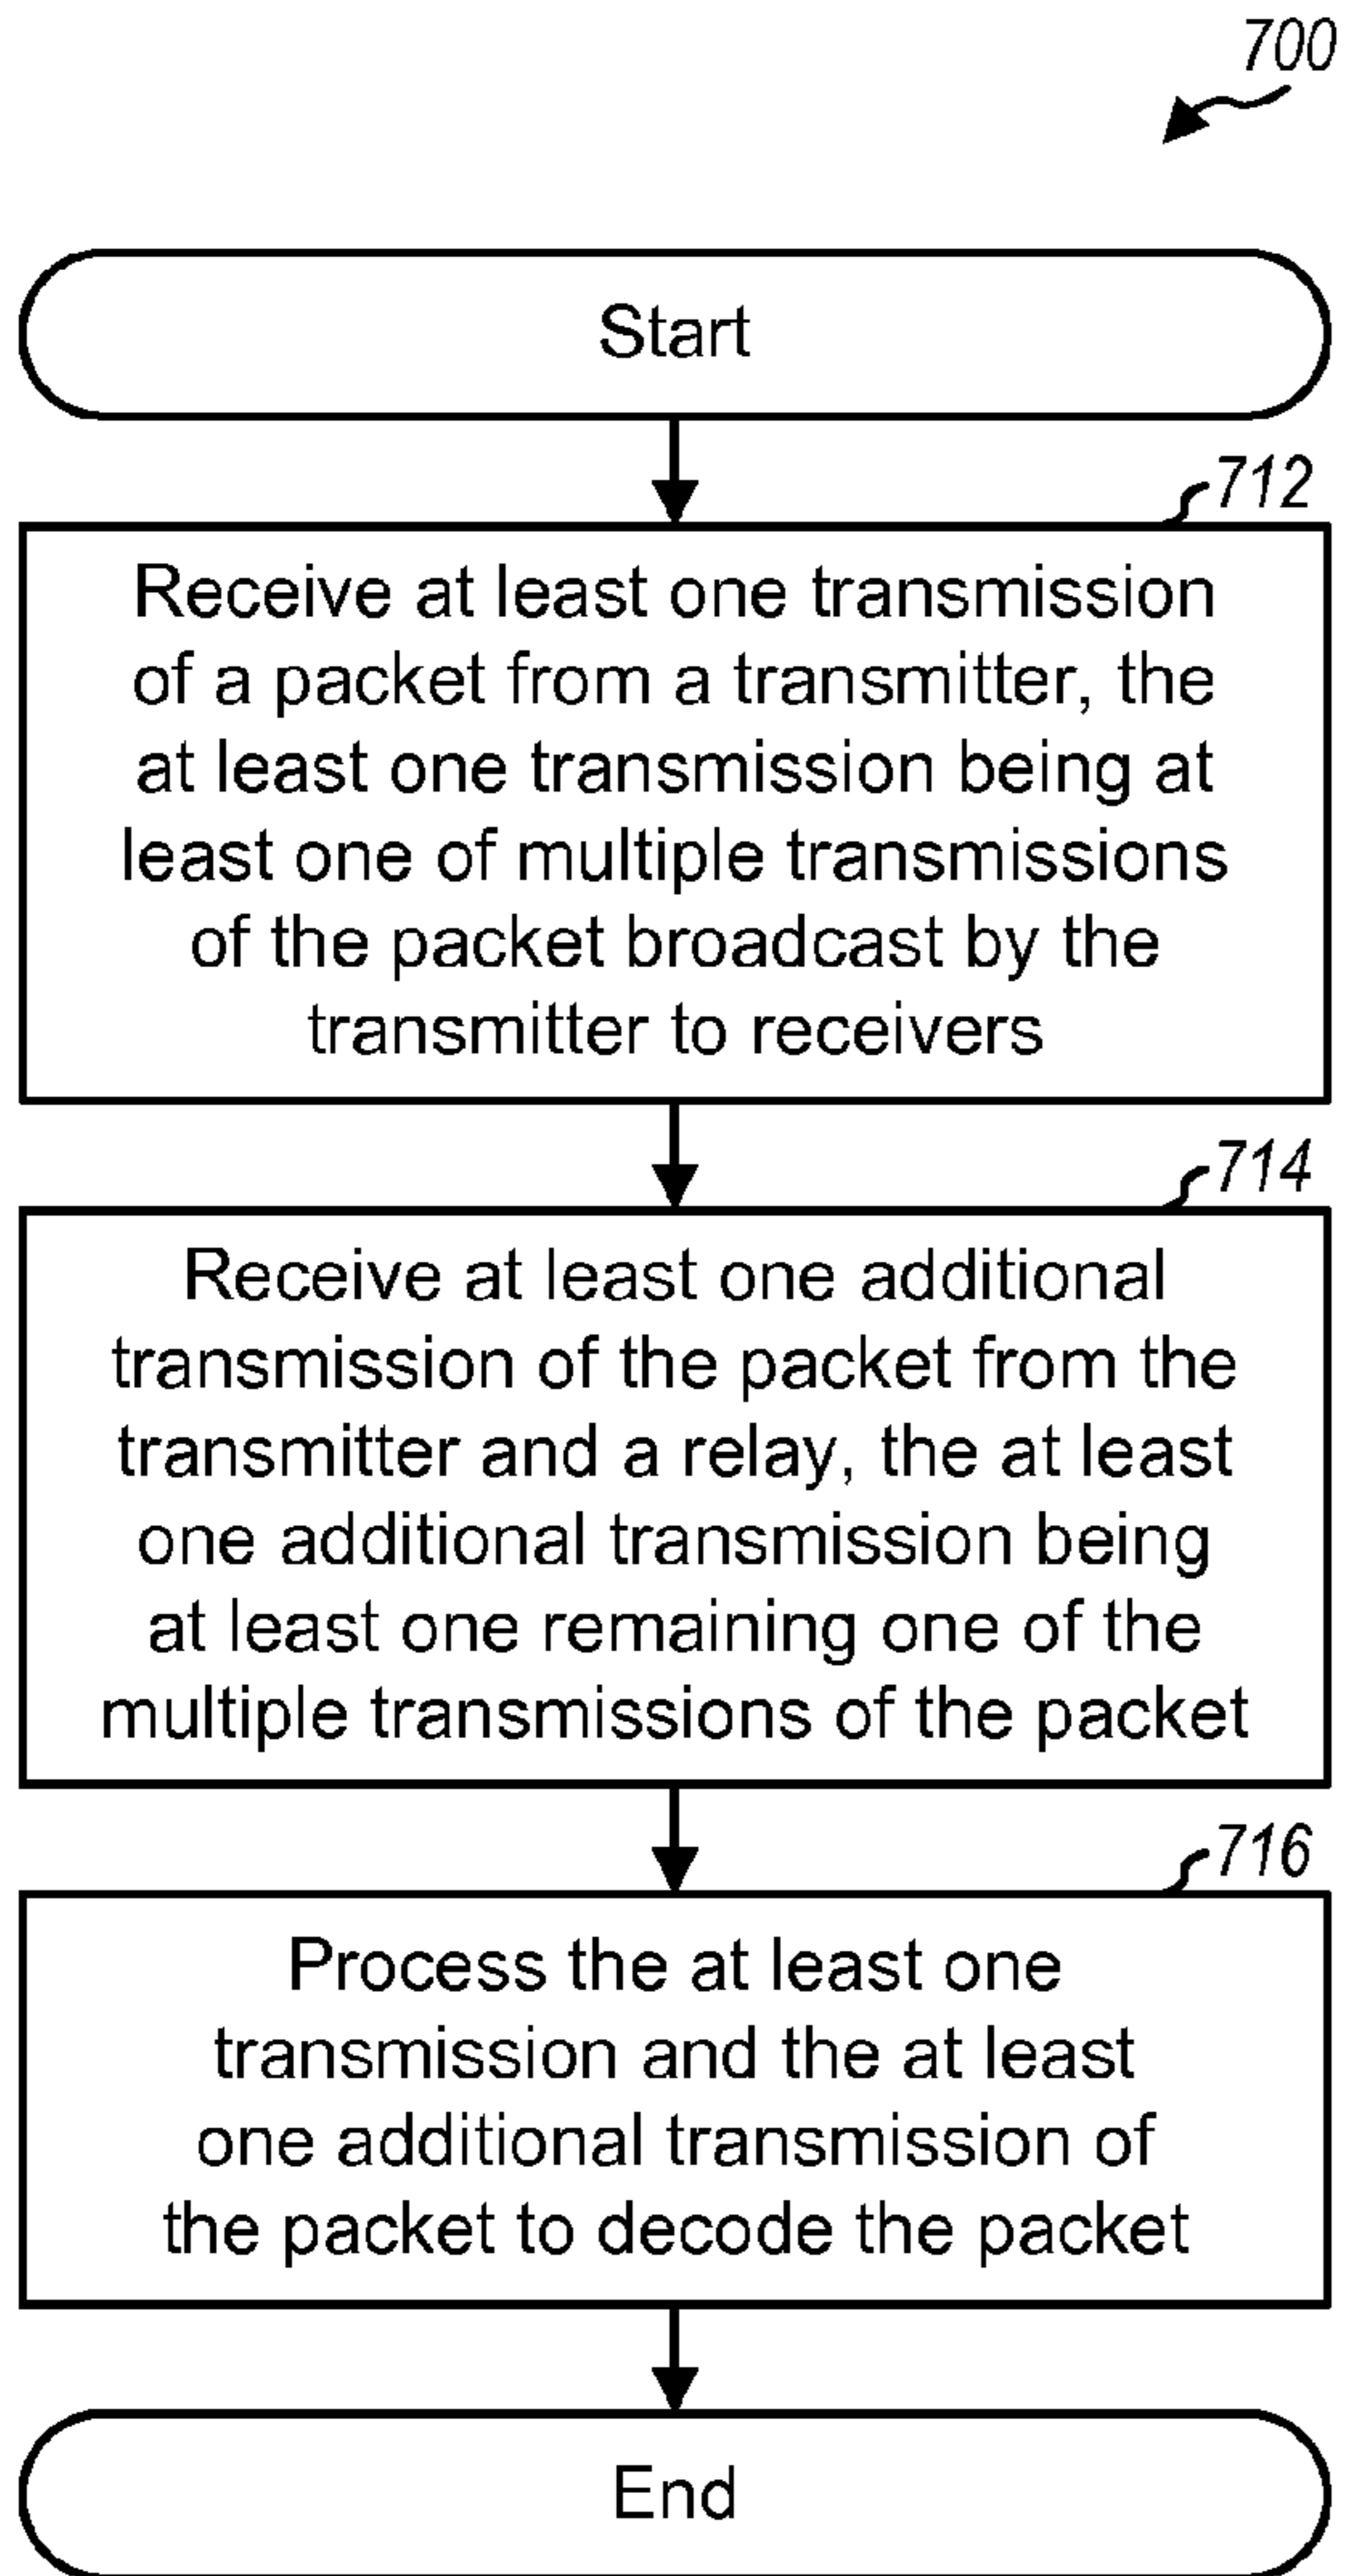 700
Start
712
Receive at least one transmission
of a packet from a transmitter, the
at least one transmission being at
least one of multiple transmissions
of the packet broadcast by the
transmitter to receivers
714
Receive at least one additional
transmission of the packet from the
transmitter and a relay, the at least
one additional transmission being
at least one remaining one of the
multiple transmissions of the packet
716
Process the at least one
transmission and the at least
one additional transmission of
the packet to decode the packet
End